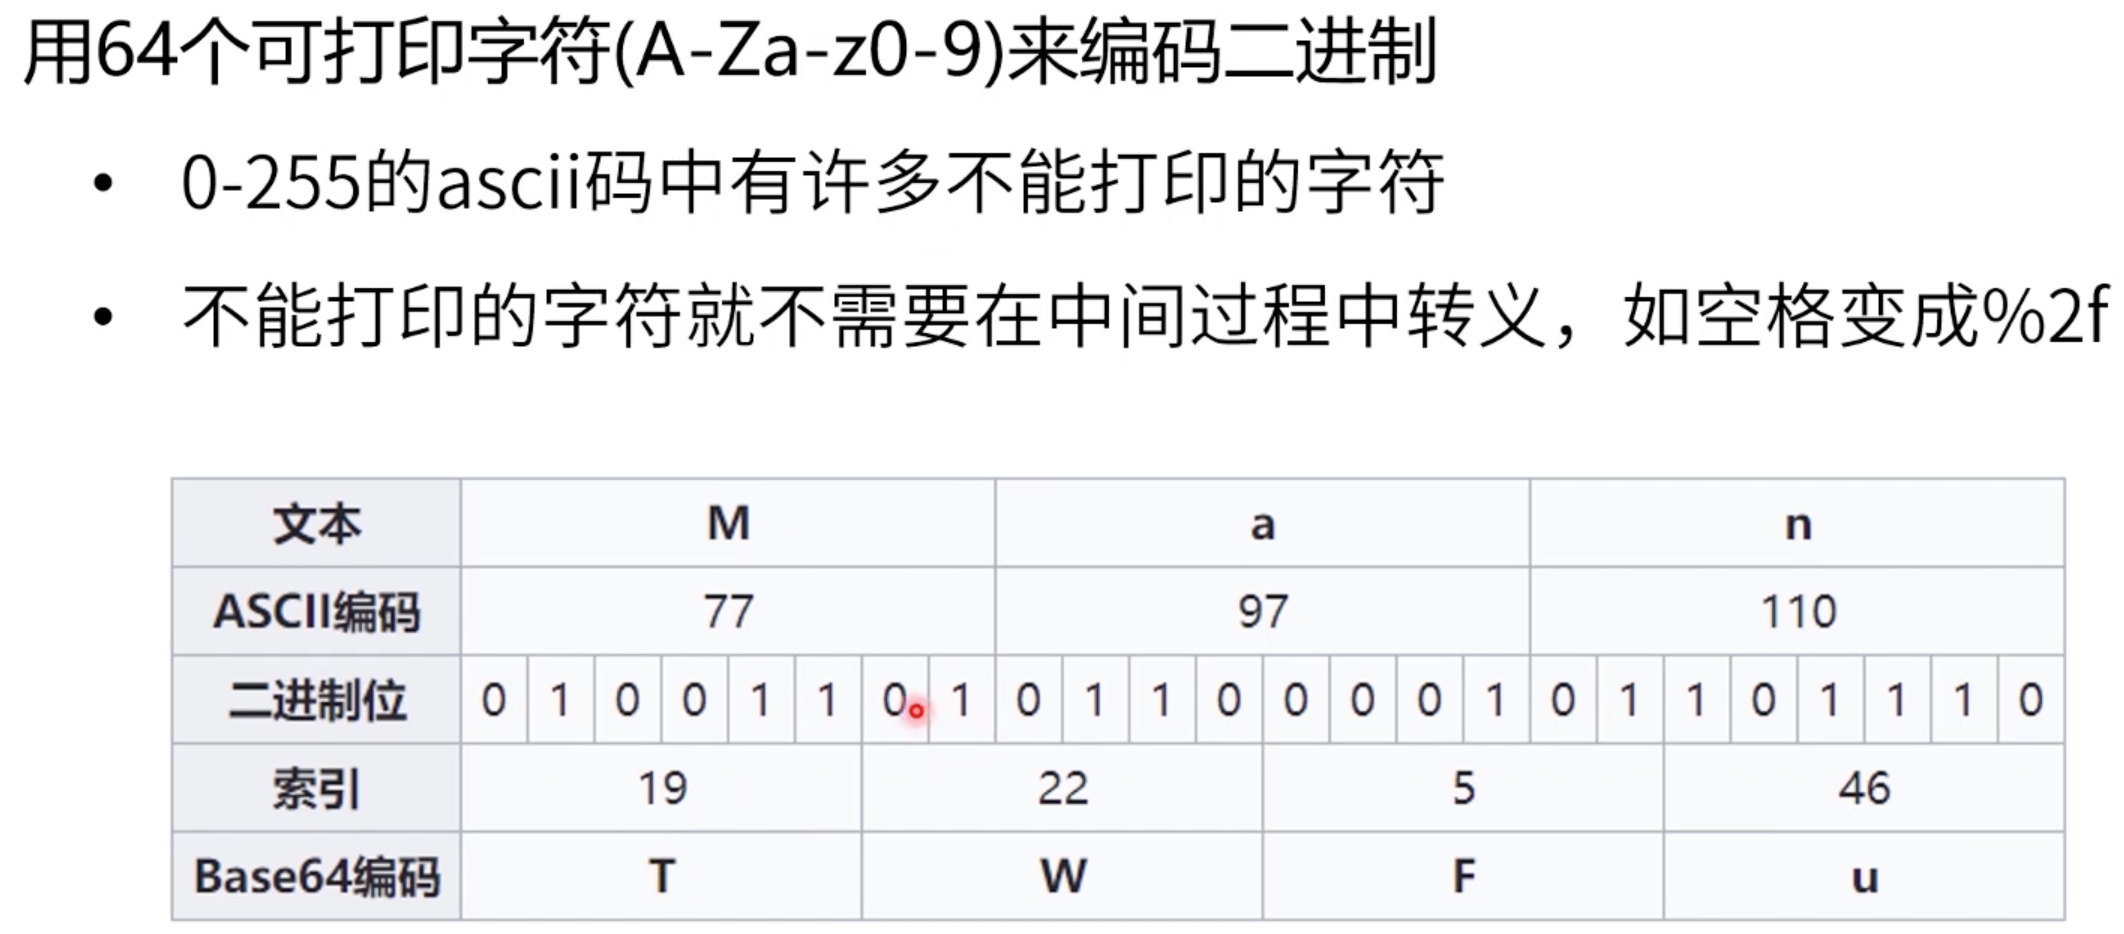 用64个可打印字符(A-Za-z0-9)来编码二进制
• 0-255的ascii码中有许多不能打印的字符
• 不能打印的字符就不需要在中间过程中转义，如空格变成%2f
文本 M a n
ASCII编码 77 97 110
二进制位 0 1 0 0 1 1 0 1 0 1 1 0 0 0 0 1 0 1 1 0 1 1 1 0
索引 19 22 5 46
Base64编码 T W F u